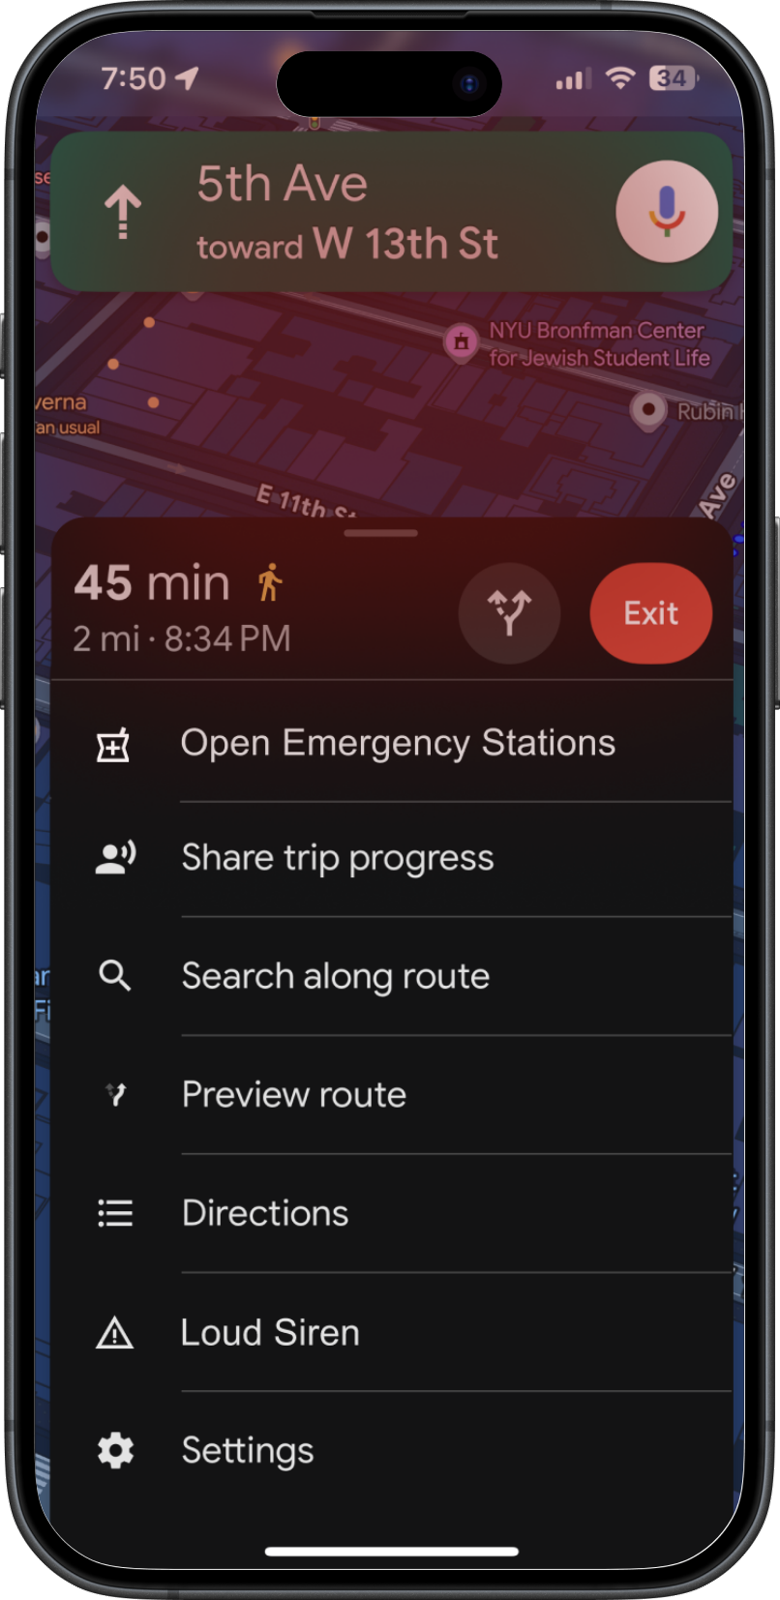 7:50
34
5th Ave
toward W 13th St
NYU Bronfman Center
for Jewish Student Life
Rubin
E 11th St
Ave
45 min
2 mi · 8:34 PM
Exit
Open Emergency Stations
Share trip progress
Search along route
Preview route
Directions
Loud Siren
Settings